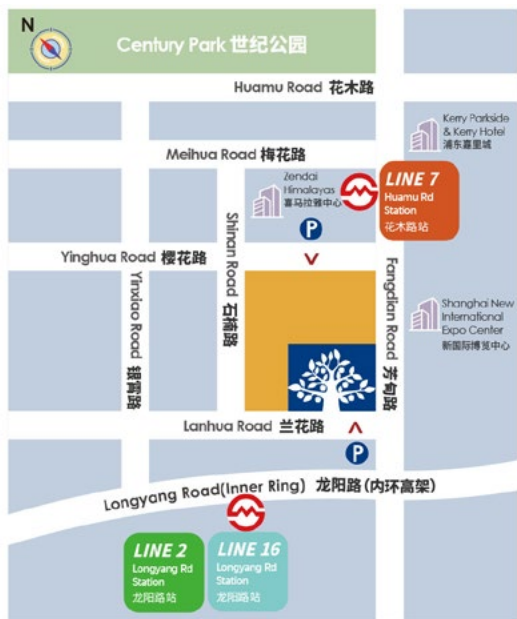 N
Century Park 世纪公园
Huamu Road 花木路
Kerry Parkside
& Kerry Hotel
浦东嘉里城
Meihua Road 梅花路
Zendai
Himalayas
喜马拉雅中心
LINE 7
Huamu Rd
Station
花木路站
P
Shinan Road 石楠路
Yinghua Road 樱花路
Yinxiao Road 银霄路
Fangdian Road 芳甸路
Shanghai New
International
Expo Center
新国际博览中心
Lanhua Road 兰花路
P
Longyang Road(Inner Ring) 龙阳路(内环高架)
LINE 2
Longyang Rd
Station
龙阳路站
LINE 16
Longyang Rd
Station
龙阳路站